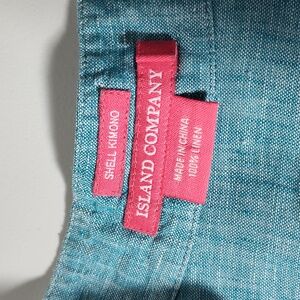 SHELL KIMONO
ISLAND COMPANY
MADE IN CHINA
100% LINEN